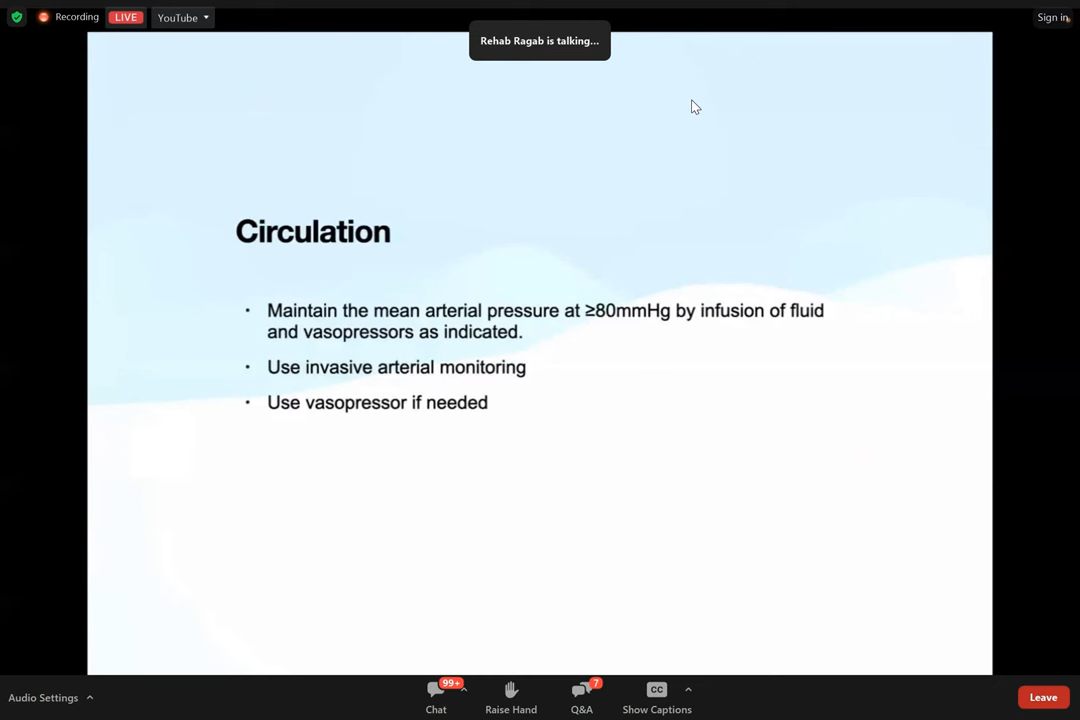 Recording
LIVE
YouTube
Sign in
Rehab Ragab is talking...
Circulation
· Maintain the mean arterial pressure at ≥80mmHg by infusion of fluid
and vasopressors as indicated.
· Use invasive arterial monitoring
· Use vasopressor if needed
Audio Settings
99+
Chat
Raise Hand
7
Q&A
CC
Show Captions
Leave